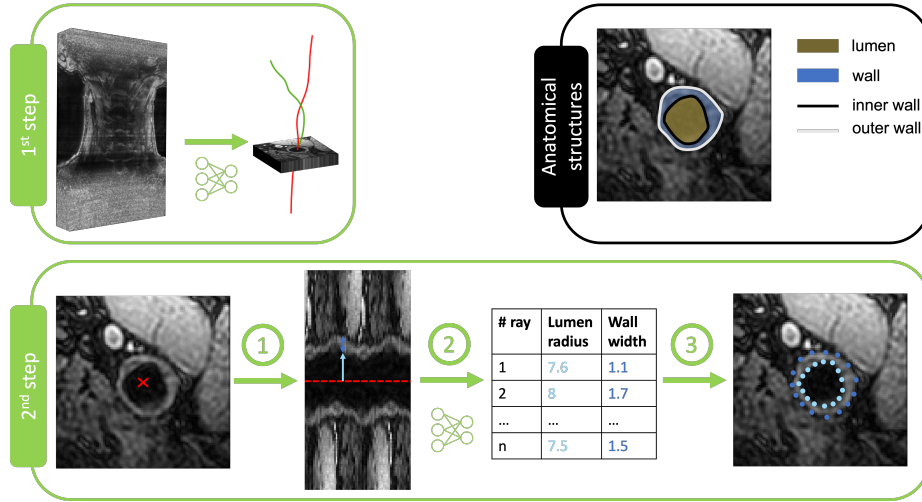 1st step
Anatomical
structures
lumen
wall
inner wall
outer wall
2nd step
1
2
# ray Lumen radius Wall width
1 7.6 1.1
2 8 1.7
... ... ...
n 7.5 1.5
3